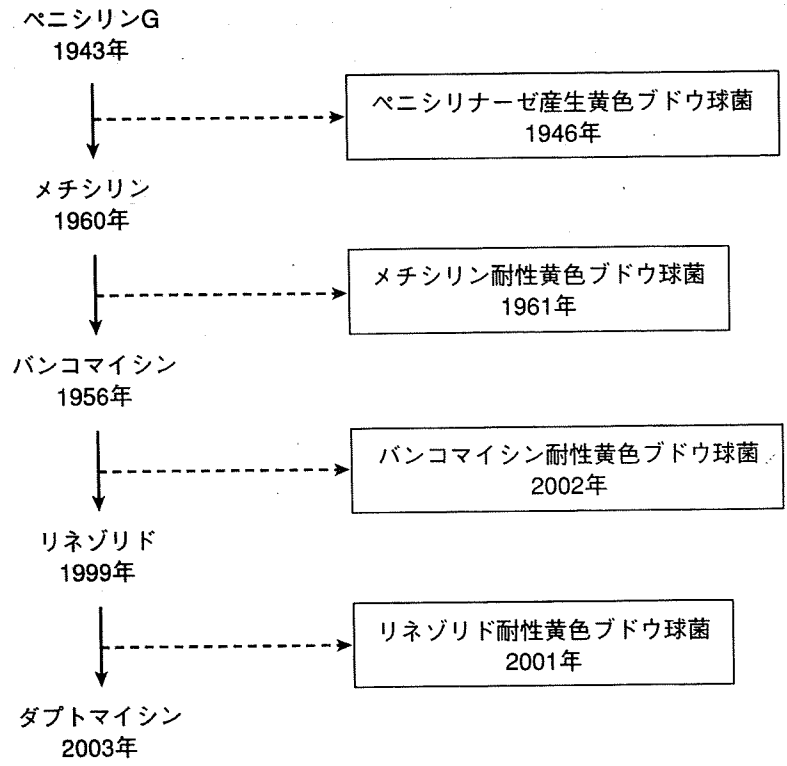 ペニシリンG
1943年
ペニシリナーゼ産生黄色ブドウ球菌
1946年
メチシリン
1960年
メチシリン耐性黄色ブドウ球菌
1961年
バンコマイシン
1956年
バンコマイシン耐性黄色ブドウ球菌
2002年
リネゾリド
1999年
リネゾリド耐性黄色ブドウ球菌
2001年
ダプトマイシン
2003年